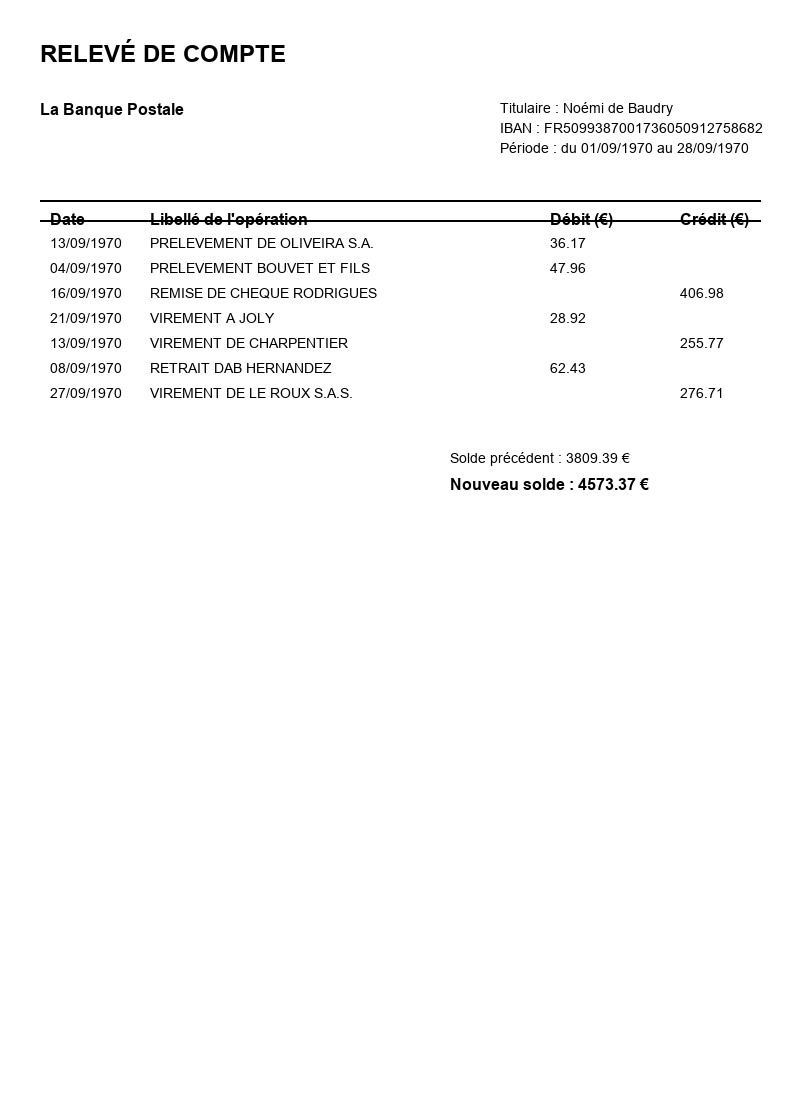 RELEVÉ DE COMPTE
La Banque Postale
Titulaire : Noémi de Baudry
IBAN : FR5099387001736050912758682
Période : du 01/09/1970 au 28/09/1970
Date Libellé de l'opération Débit (€) Crédit (€)
13/09/1970 PRELEVEMENT DE OLIVEIRA S.A. 36.17
04/09/1970 PRELEVEMENT BOUVET ET FILS 47.96
16/09/1970 REMISE DE CHEQUE RODRIGUES 406.98
21/09/1970 VIREMENT A JOLY 28.92
13/09/1970 VIREMENT DE CHARPENTIER 255.77
08/09/1970 RETRAIT DAB HERNANDEZ 62.43
27/09/1970 VIREMENT DE LE ROUX S.A.S. 276.71
Solde précédent : 3809.39 €
Nouveau solde : 4573.37 €